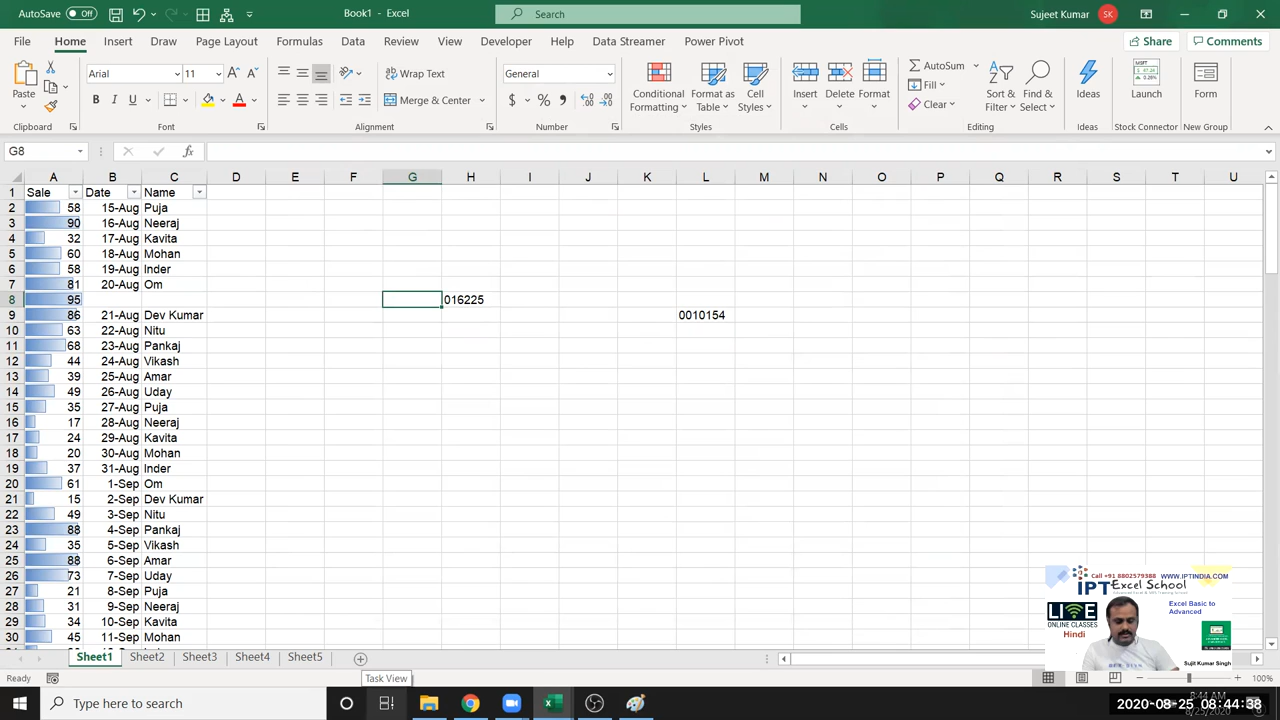 AutoSave Off Book1 - Excel Search Sujeet Kumar SK
File Home Insert Draw Page Layout Formulas Data Review View Developer Help Data Streamer Power Pivot Share Comments
Paste Arial 11 Wrap Text General AutoSum
B I U Merge & Center $ % Conditional Formatting Format as Table Cell Styles Insert Delete Format Fill Clear Sort & Filter Find & Select Ideas Launch Form
Clipboard Font Alignment Number Styles Cells Editing Ideas Stock Connector New Group
G8 fx
A B C D E F G H I J K L M N O P Q R S T U
1 Sale Date Name
2 58 15-Aug Puja
3 90 16-Aug Neeraj
4 32 17-Aug Kavita
5 60 18-Aug Mohan
6 58 19-Aug Inder
7 81 20-Aug Om
8 95 016225
9 86 21-Aug Dev Kumar 0010154
10 63 22-Aug Nitu
11 68 23-Aug Pankaj
12 44 24-Aug Vikash
13 39 25-Aug Amar
14 49 26-Aug Uday
15 35 27-Aug Puja
16 17 28-Aug Neeraj
17 24 29-Aug Kavita
18 20 30-Aug Mohan
19 37 31-Aug Inder
20 61 1-Sep Om
21 15 2-Sep Dev Kumar
22 49 3-Sep Nitu
23 88 4-Sep Pankaj
24 35 5-Sep Vikash
25 88 6-Sep Amar
26 73 7-Sep Uday
27 21 8-Sep Puja
28 31 9-Sep Neeraj
29 34 10-Sep Kavita
30 45 11-Sep Mohan
Call +91 8802579388 WWW.IPTINDIA.COM
IPT Excel School
LIVE
ONLINE CLASSES
Hindi
Excel Basic to
Advanced
Sujit Kumar Singh
Sheet1 Sheet2 Sheet3 Sheet4 Sheet5
Ready Task View 100%
Type here to search
2020-08-25 08:44:38